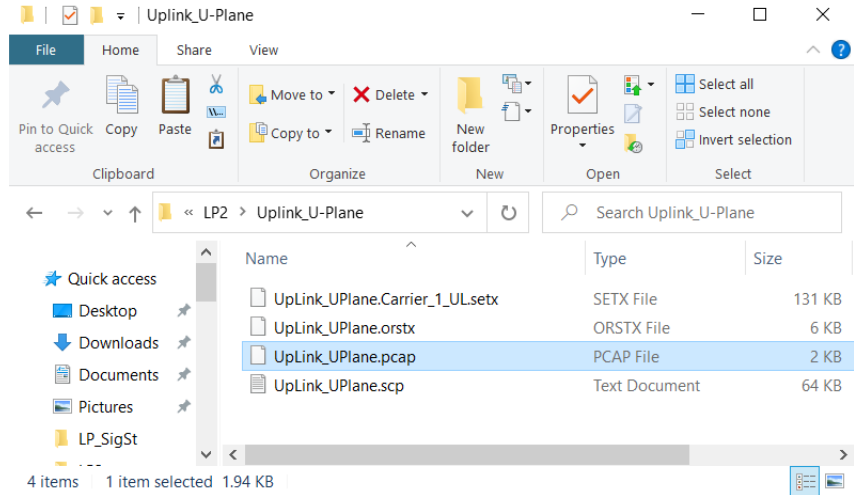 Uplink_U-Plane
File Home Share View
Pin to Quick access
Copy
Paste
Clipboard
Move to
Copy to
Delete
Rename
Organize
New folder
New
Properties
Open
Select all
Select none
Invert selection
Select
« LP2 > Uplink_U-Plane
Search Uplink_U-Plane
Quick access
Desktop
Downloads
Documents
Pictures
LP_SigSt
Name Type Size
UpLink_UPlane.Carrier_1_UL.setx SETX File 131 KB
UpLink_UPlane.orstx ORSTX File 6 KB
UpLink_UPlane.pcap PCAP File 2 KB
UpLink_UPlane.scp Text Document 64 KB
4 items 1 item selected 1.94 KB